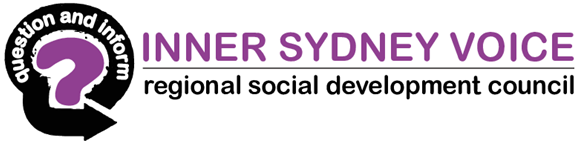 question and inform
?
INNER SYDNEY VOICE
regional social development council